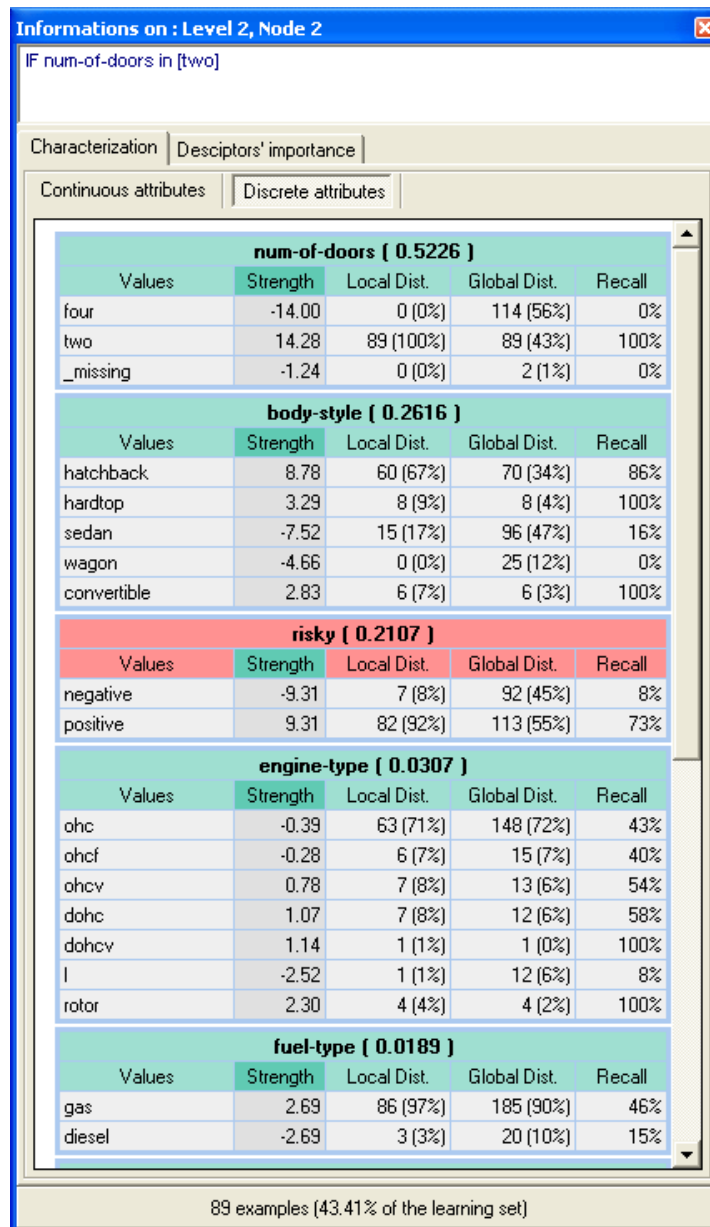 Informations on : Level 2, Node 2
IF num-of-doors in [two]
Characterization Desciptors' importance
Continuous attributes Discrete attributes
num-of-doors ( 0.5226 )
Values Strength Local Dist. Global Dist. Recall
four -14.00 0 (0%) 114 (56%) 0%
two 14.28 89 (100%) 89 (43%) 100%
_missing -1.24 0 (0%) 2 (1%) 0%
body-style ( 0.2616 )
Values Strength Local Dist. Global Dist. Recall
hatchback 8.78 60 (67%) 70 (34%) 86%
hardtop 3.29 8 (9%) 8 (4%) 100%
sedan -7.52 15 (17%) 96 (47%) 16%
wagon -4.66 0 (0%) 25 (12%) 0%
convertible 2.83 6 (7%) 6 (3%) 100%
risky ( 0.2107 )
Values Strength Local Dist. Global Dist. Recall
negative -9.31 7 (8%) 92 (45%) 8%
positive 9.31 82 (92%) 113 (55%) 73%
engine-type ( 0.0307 )
Values Strength Local Dist. Global Dist. Recall
ohc -0.39 63 (71%) 148 (72%) 43%
ohcf -0.28 6 (7%) 15 (7%) 40%
ohcv 0.78 7 (8%) 13 (6%) 54%
dohc 1.07 7 (8%) 12 (6%) 58%
dohcv 1.14 1 (1%) 1 (0%) 100%
l -2.52 1 (1%) 12 (6%) 8%
rotor 2.30 4 (4%) 4 (2%) 100%
fuel-type ( 0.0189 )
Values Strength Local Dist. Global Dist. Recall
gas 2.69 86 (97%) 185 (90%) 46%
diesel -2.69 3 (3%) 20 (10%) 15%
89 examples (43.41% of the learning set)